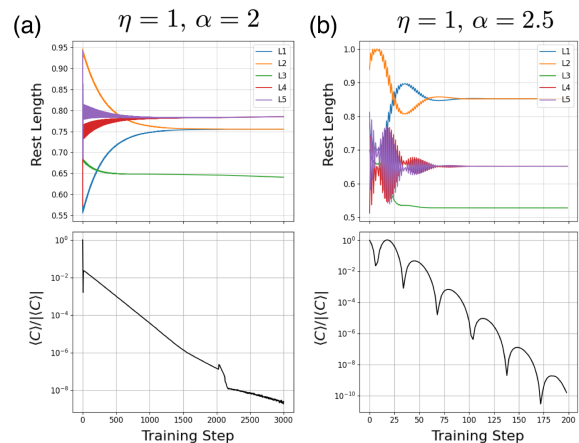 (a) η = 1, α = 2
0.95
0.90
0.85
0.80
0.75
0.70
0.65
0.60
0.55
Rest Length
L1
L2
L3
L4
L5
10⁰
10⁻²
10⁻⁴
10⁻⁶
10⁻⁸
⟨C⟩/|⟨C⟩|
0 500 1000 1500 2000 2500 3000
Training Step
(b) η = 1, α = 2.5
1.0
0.9
0.8
0.7
0.6
0.5
Rest Length
L1
L2
L3
L4
L5
10⁰
10⁻²
10⁻⁴
10⁻⁶
10⁻⁸
10⁻¹⁰
⟨C⟩/|⟨C⟩|
0 25 50 75 100 125 150 175 200
Training Step